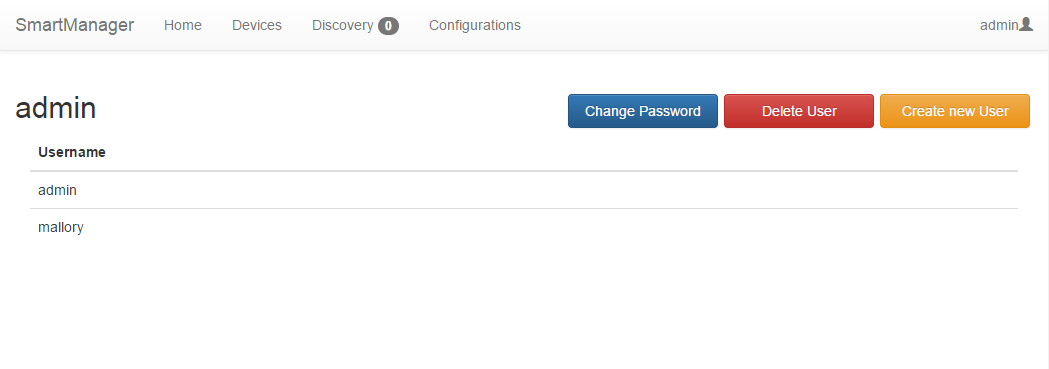 SmartManager Home Devices Discovery 0 Configurations admin
admin Change Password Delete User Create new User
Username
admin
mallory